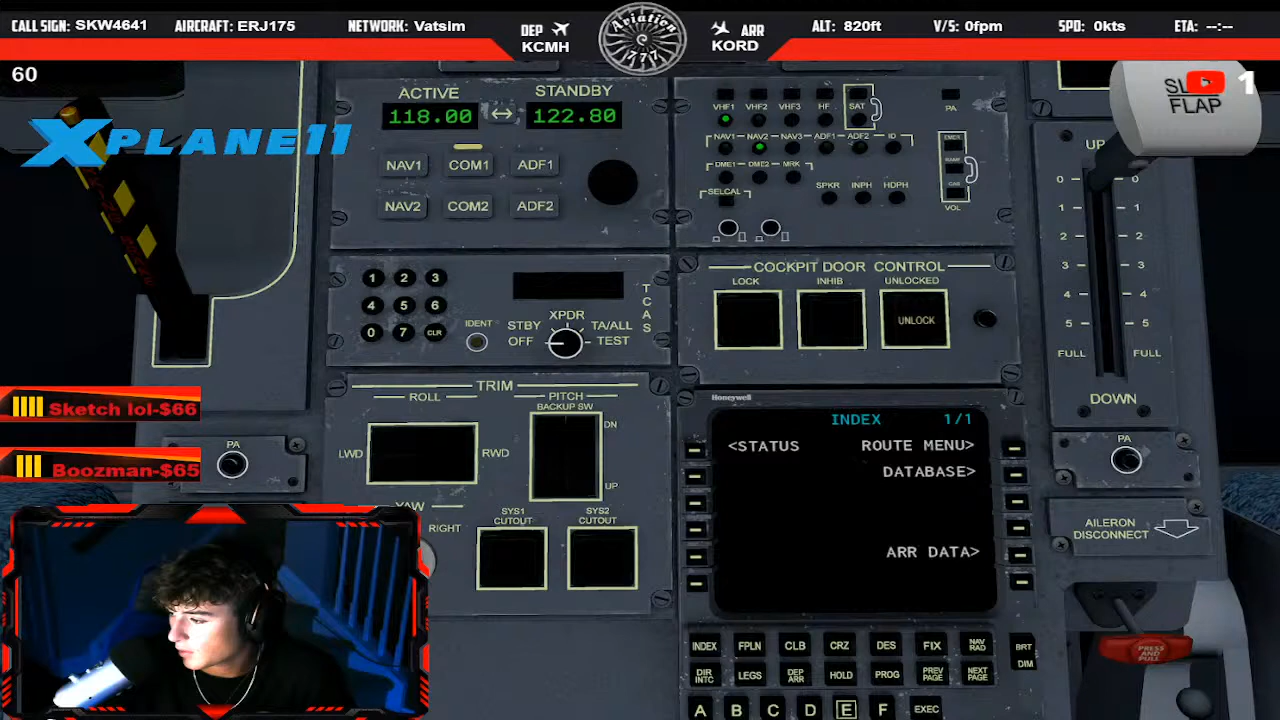 CALL SIGN: SKW4641
AIRCRAFT: ERJ175
NETWORK: Vatsim
DEP
KCMH
Aviation
777
ARR
KORD
ALT: 820ft
V/S: 0fpm
SPD: 0kts
ETA: --:--
60
XPLANE11
1
FLAP
ACTIVE
STANDBY
118.00
122.80
NAV1 COM1 ADF1
NAV2 COM2 ADF2
VHF1 VHF2 VHF3 HF SAT
PA
NAV1 NAV2 NAV3 ADF1 ADF2 ID
DME1 DME2 MRK
SELCAL
SPKR INPH HDPH
VOL
UP
0 0
1 1
2 2
3 3
4 4
5 5
FULL FULL
DOWN
1 2 3
4 5 6
0 7 CLR
IDENT
XPDR
STBY TA/ALL
OFF TEST
TCAS
COCKPIT DOOR CONTROL
LOCK INHIB UNLOCKED
UNLOCK
TRIM
ROLL
PITCH
BACKUP SW
DN
LWD RWD
UP
YAW
RIGHT
SYS1
CUTOUT
SYS2
CUTOUT
PA
PA
Honeywell
INDEX 1/1
<STATUS ROUTE MENU>
DATABASE>
ARR DATA>
INDEX FPLN CLB CRZ DES FIX NAV RAD
DIR INTC LEGS DEP ARR HOLD PROG PREV PAGE NEXT PAGE
BRT
DIM
A B C D E F EXEC
AILERON
DISCONNECT
PRESS
AND
PULL
Sketch lol-$66
Boozman-$65